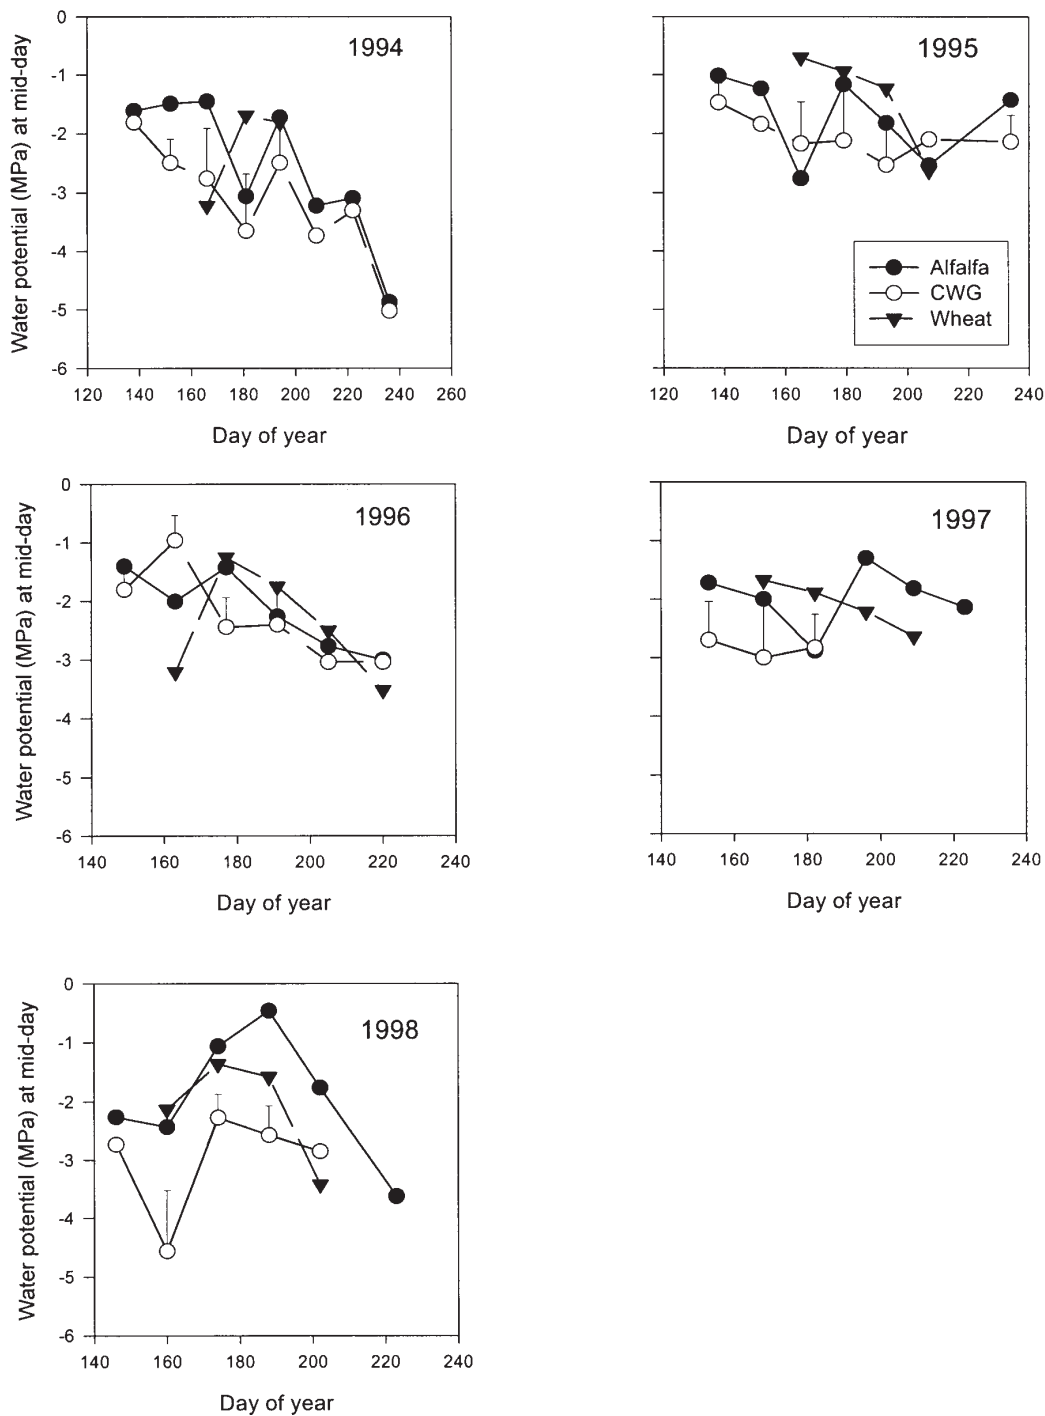 0
-1
-2
-3
-4
-5
-6
Water potential (MPa) at mid-day
1994
120 140 160 180 200 220 240 260
Day of year
1995
Alfalfa
CWG
Wheat
120 140 160 180 200 220 240
Day of year
0
-1
-2
-3
-4
-5
-6
Water potential (MPa) at mid-day
1996
140 160 180 200 220 240
Day of year
1997
140 160 180 200 220 240
Day of year
0
-1
-2
-3
-4
-5
-6
Water potential (MPa) at mid-day
1998
140 160 180 200 220 240
Day of year